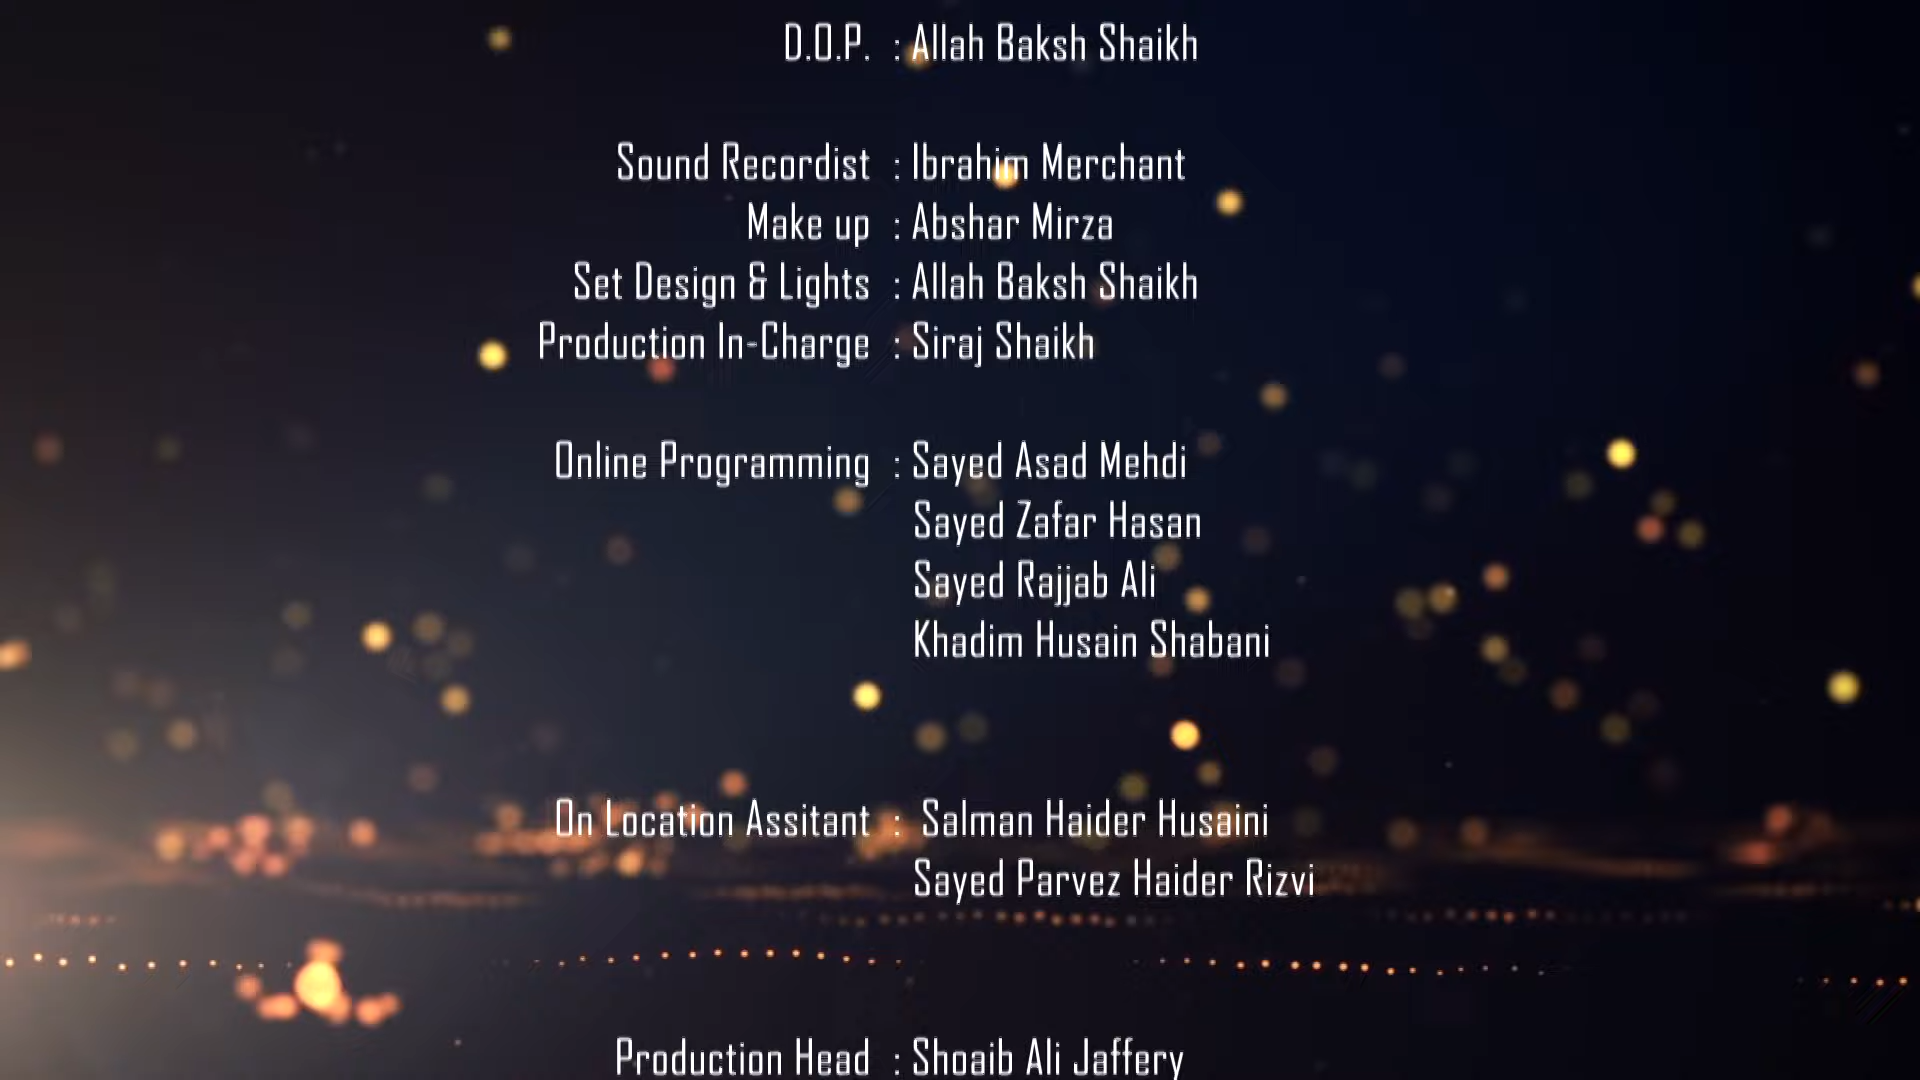 D.O.P. : Allah Baksh Shaikh
Sound Recordist : Ibrahim Merchant
Make up : Abshar Mirza
Set Design & Lights : Allah Baksh Shaikh
Production In-Charge : Siraj Shaikh
Online Programming : Sayed Asad Mehdi
Sayed Zafar Hasan
Sayed Rajjab Ali
Khadim Husain Shabani
On Location Assitant : Salman Haider Husaini
Sayed Parvez Haider Rizvi
Production Head : Shoaib Ali Jaffery